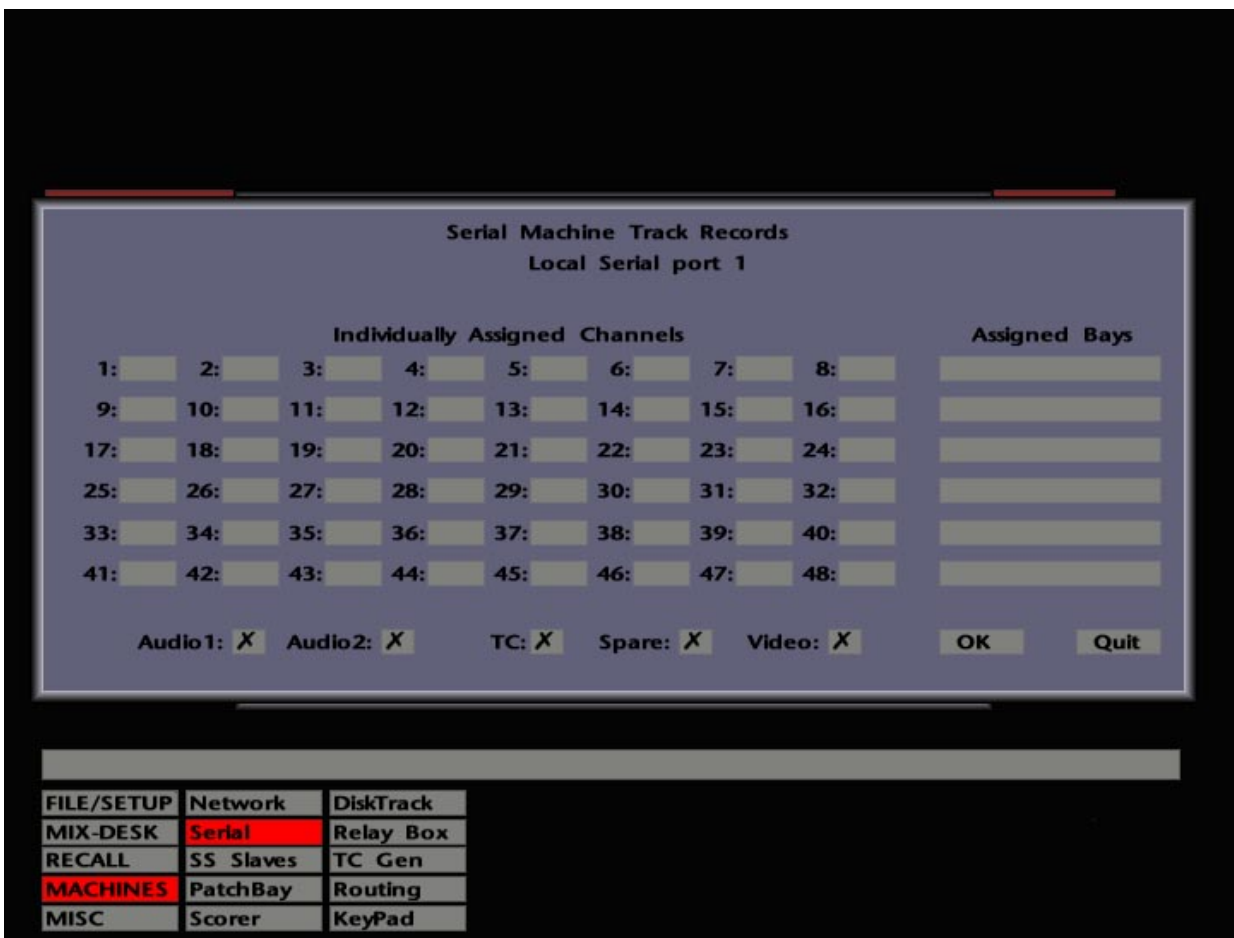 Serial Machine Track Records
Local Serial port 1
Individually Assigned Channels Assigned Bays
1: 2: 3: 4: 5: 6: 7: 8:
9: 10: 11: 12: 13: 14: 15: 16:
17: 18: 19: 20: 21: 22: 23: 24:
25: 26: 27: 28: 29: 30: 31: 32:
33: 34: 35: 36: 37: 38: 39: 40:
41: 42: 43: 44: 45: 46: 47: 48:
Audio1: ✗ Audio2: ✗ TC: ✗ Spare: ✗ Video: ✗ OK Quit
FILE/SETUP Network DiskTrack
MIX-DESK Serial Relay Box
RECALL SS Slaves TC Gen
MACHINES PatchBay Routing
MISC Scorer KeyPad